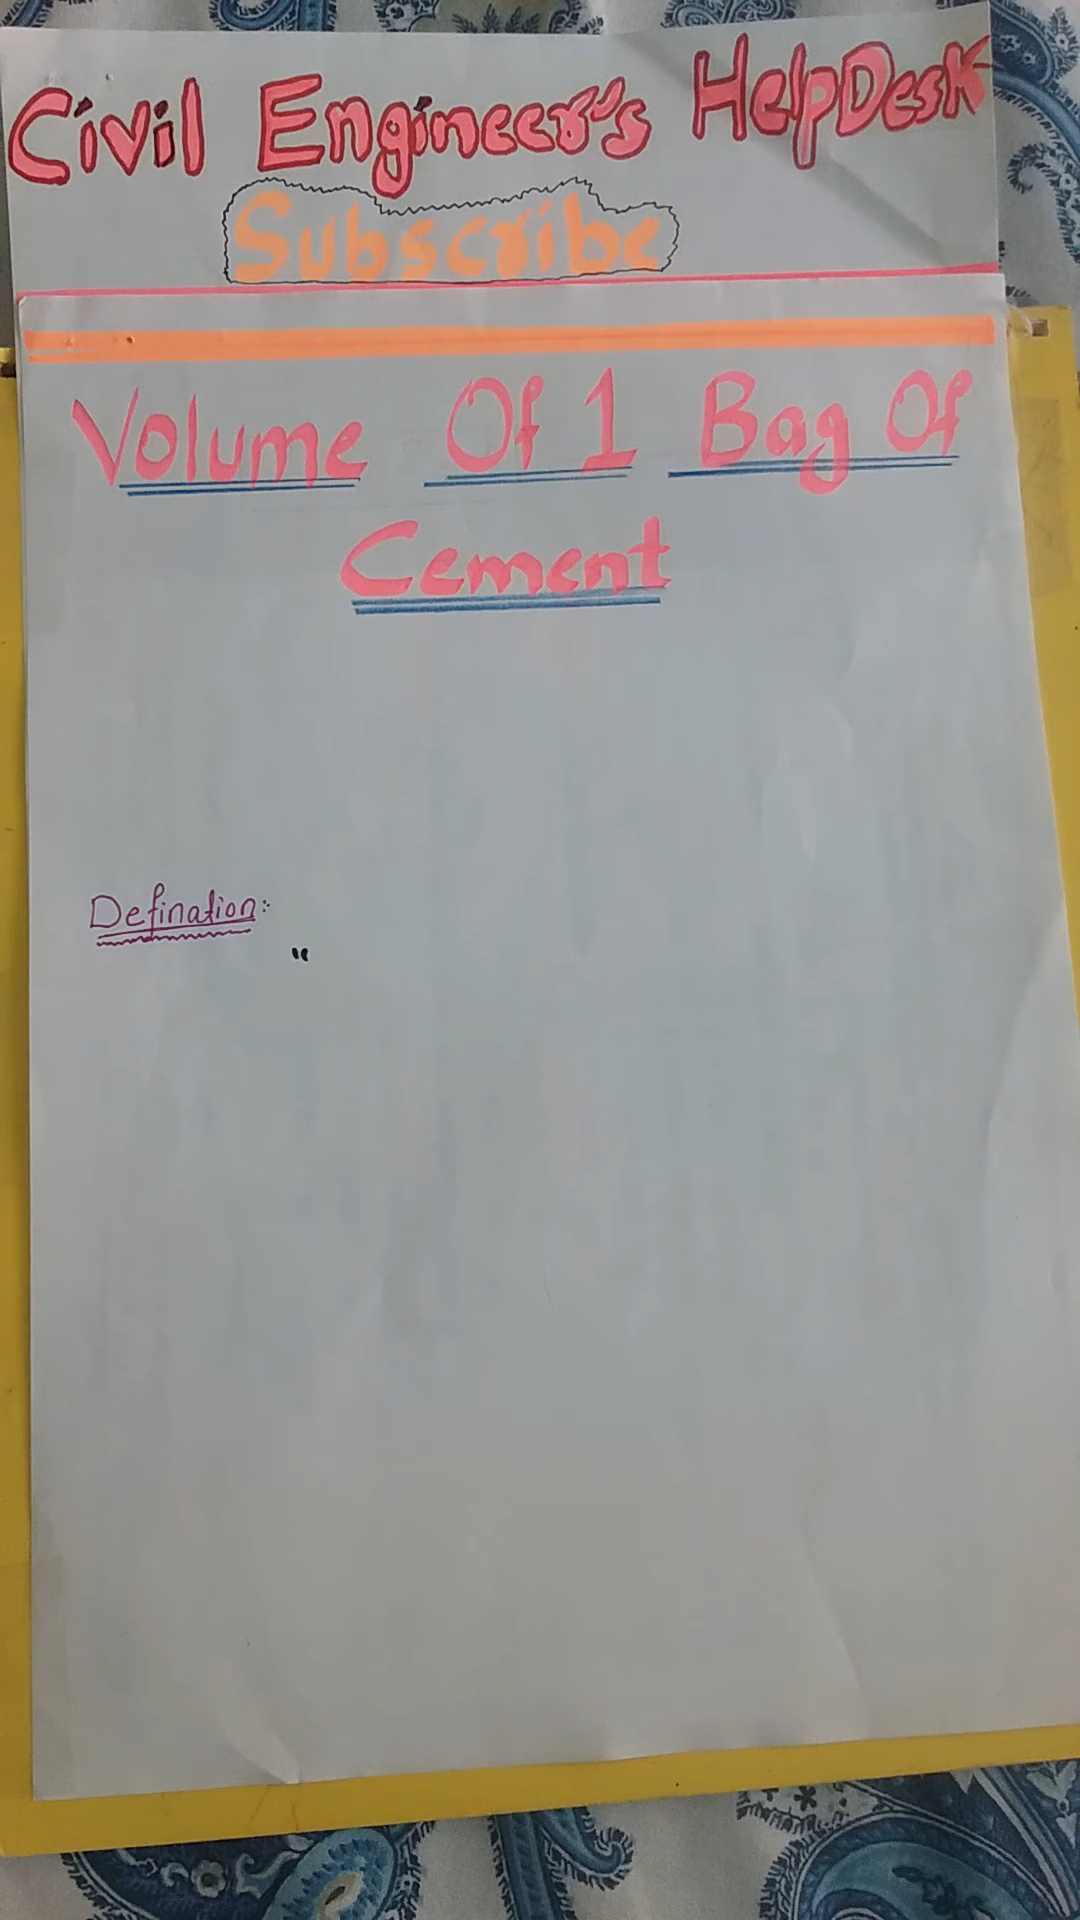 Civil Engineer's HelpDesk
Subscribe
Volume Of 1 Bag Of
Cement
Defination:
"